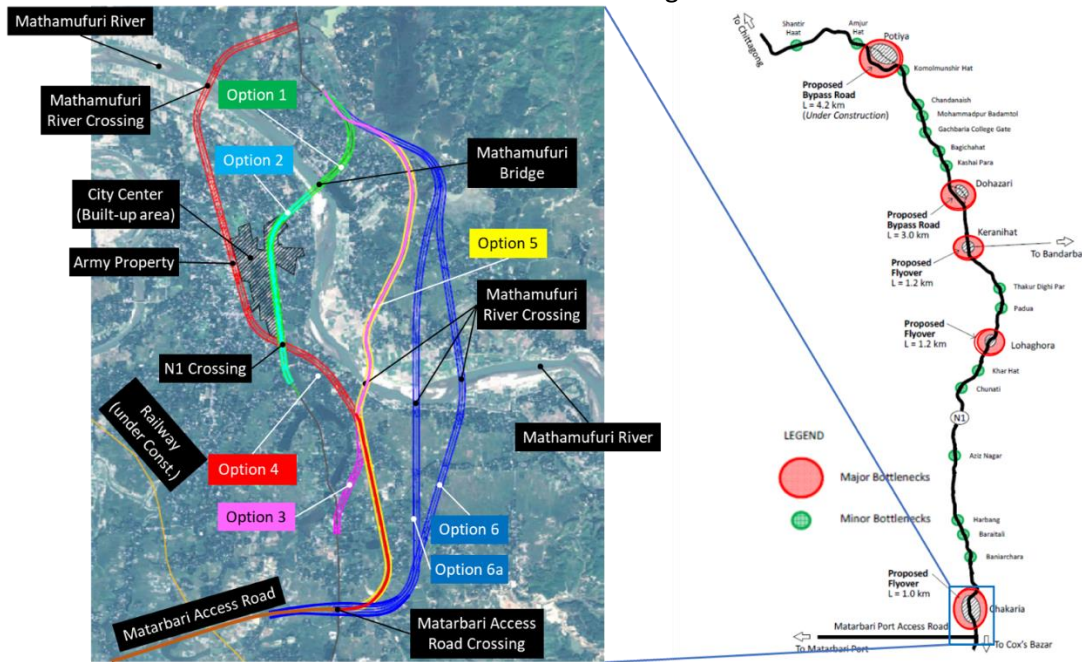 Mathamufuri
River
Mathamufuri
River Crossing
Option 1
Option 2
Mathamufuri
Bridge
City Center
(Built-up area)
Army Property
Option 5
Mathamufuri
River Crossing
N1 Crossing
Mathamufuri River
Railway
(under Const.)
Option 4
Option 3
Option 6
Option 6a
Matarbari Access Road
Matarbari Access
Road Crossing
To Chittagong
Shantir
Haat
Amjur
Hat
Potiya
Komolmunshir Hat
Proposed
Bypass Road
L = 4.2 km
(Under Construction)
Chandanaish
Mohammadpur Badamtol
Gachbaria College Gate
Bagichahat
Kashai Para
Dohazari
Proposed
Bypass Road
L = 3.0 km
Keranihat
To Bandarba
Proposed
Flyover
L = 1.2 km
Thakur Dighi Par
Padua
Proposed
Flyover
L = 1.2 km
Lohaghora
Khar Hat
Chunati
N1
LEGEND
Major Bottlenecks
Minor Bottlenecks
Aziz Nagar
Harbang
Baraitali
Baniarchara
Proposed
Flyover
L = 1.0 km
Chakaria
Matarbari Port Access Road
To Matarbari Port
To Cox's Bazar